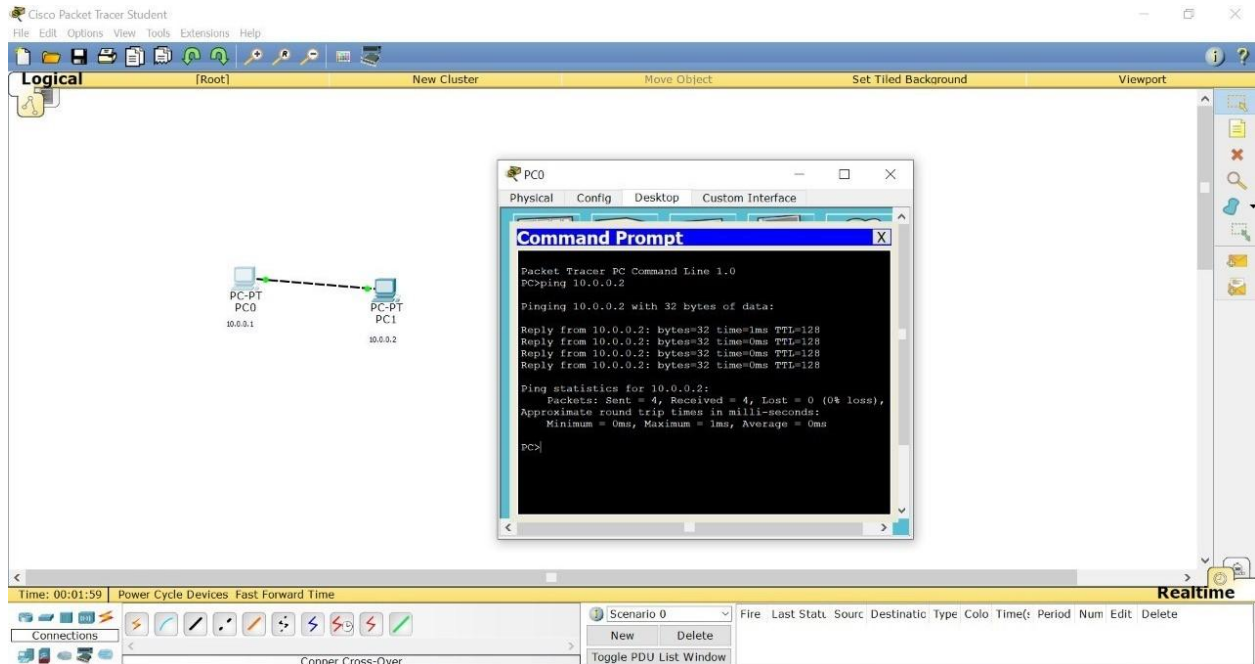 Cisco Packet Tracer Student
File Edit Options View Tools Extensions Help
Logical [Root] New Cluster Move Object Set Tiled Background Viewport
PC0
Physical Config Desktop Custom Interface
Command Prompt X
Packet Tracer PC Command Line 1.0
PC>ping 10.0.0.2
Pinging 10.0.0.2 with 32 bytes of data:
Reply from 10.0.0.2: bytes=32 time=1ms TTL=128
Reply from 10.0.0.2: bytes=32 time=0ms TTL=128
Reply from 10.0.0.2: bytes=32 time=0ms TTL=128
Reply from 10.0.0.2: bytes=32 time=0ms TTL=128
Ping statistics for 10.0.0.2:
Packets: Sent = 4, Received = 4, Lost = 0 (0% loss),
Approximate round trip times in milli-seconds:
Minimum = 0ms, Maximum = 1ms, Average = 0ms
PC>
PC-PT
PC0
10.0.0.1
PC-PT
PC1
10.0.0.2
Time: 00:01:59 Power Cycle Devices Fast Forward Time Realtime
Connections
Copper Cross-Over
Scenario 0
New Delete
Toggle PDU List Window
Fire Last Statu Sourc Destinatic Type Colo Time(s Period Num Edit Delete